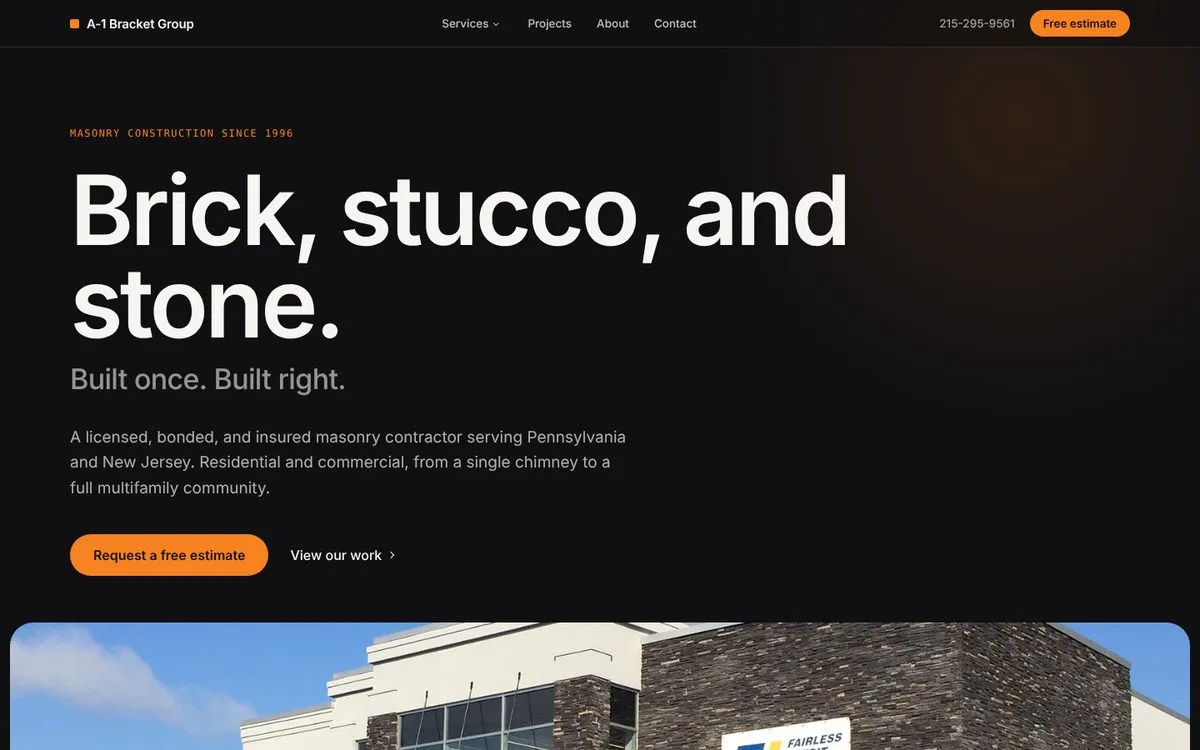 A-1 Bracket Group
Services
Projects
About
Contact
215-295-9561
Free estimate
MASONRY CONSTRUCTION SINCE 1996
Brick, stucco, and
stone.
Built once. Built right.
A licensed, bonded, and insured masonry contractor serving Pennsylvania
and New Jersey. Residential and commercial, from a single chimney to a
full multifamily community.
Request a free estimate
View our work
FAIRLESS